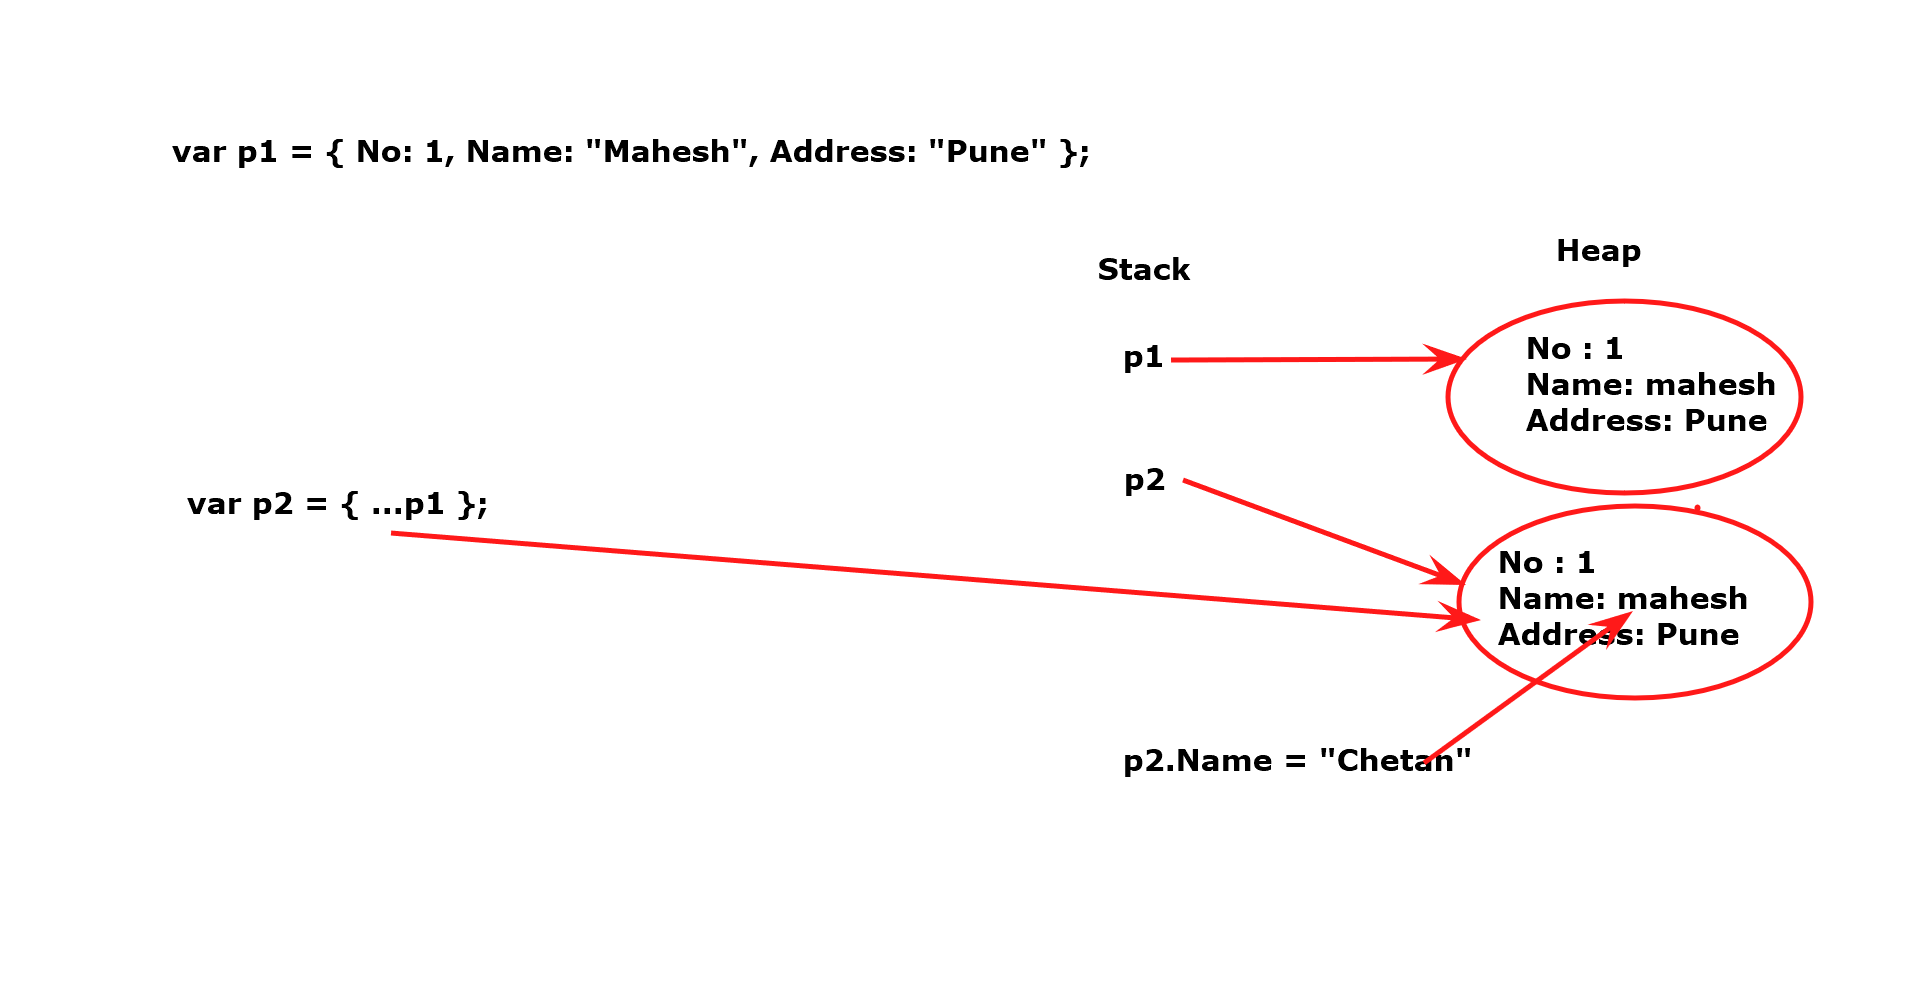 var p1 = { No: 1, Name: "Mahesh", Address: "Pune" };
Heap
Stack
p1
No : 1
Name: mahesh
Address: Pune
p2
var p2 = { ...p1 };
No : 1
Name: mahesh
Address: Pune
p2.Name = "Chetan"